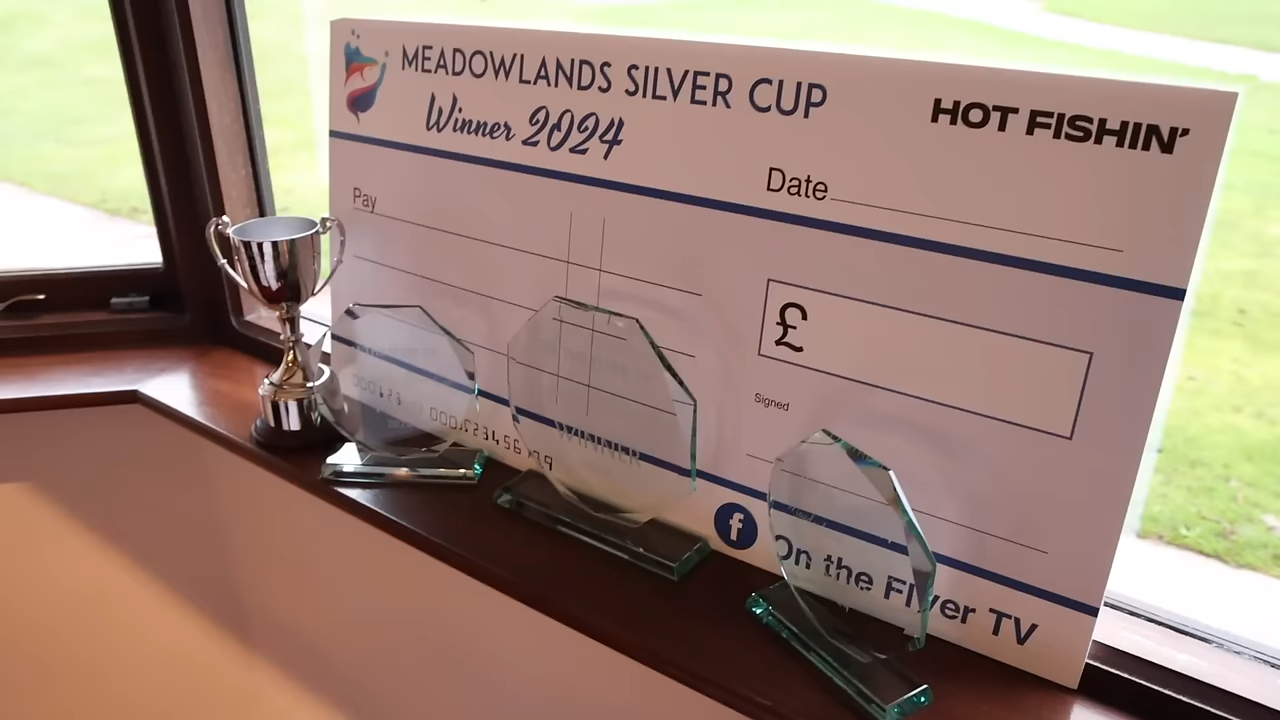 MEADOWLANDS SILVER CUP
Winner 2024
HOT FISHIN'
Date
Pay
£
Signed
WINNER
On the Flyer TV